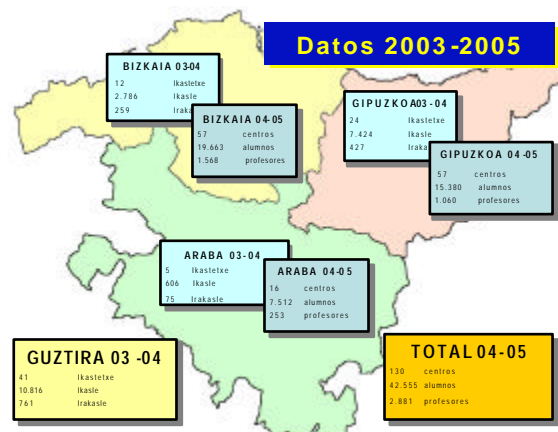 Datos 2003-2005
BIZKAIA 03-04
12 Ikastetxe
2.786 Ikasle
259
BIZKAIA 04-05
57 centros
19.663 alumnos
1.568 profesores
GIPUZKOA03-04
24 Ikastetxe
7.424 Ikasle
427
GIPUZKOA 04-05
57 centros
15.380 alumnos
1.060 profesores
ARABA 03-04
5 Ikastetxe
606 Ikasle
75 Irakasle
ARABA 04-05
16 centros
7.512 alumnos
253 profesores
GUZTIRA 03-04
41 Ikastetxe
10.816 Ikasle
761 Irakasle
TOTAL 04-05
130 centros
42.555 alumnos
2.881 profesores